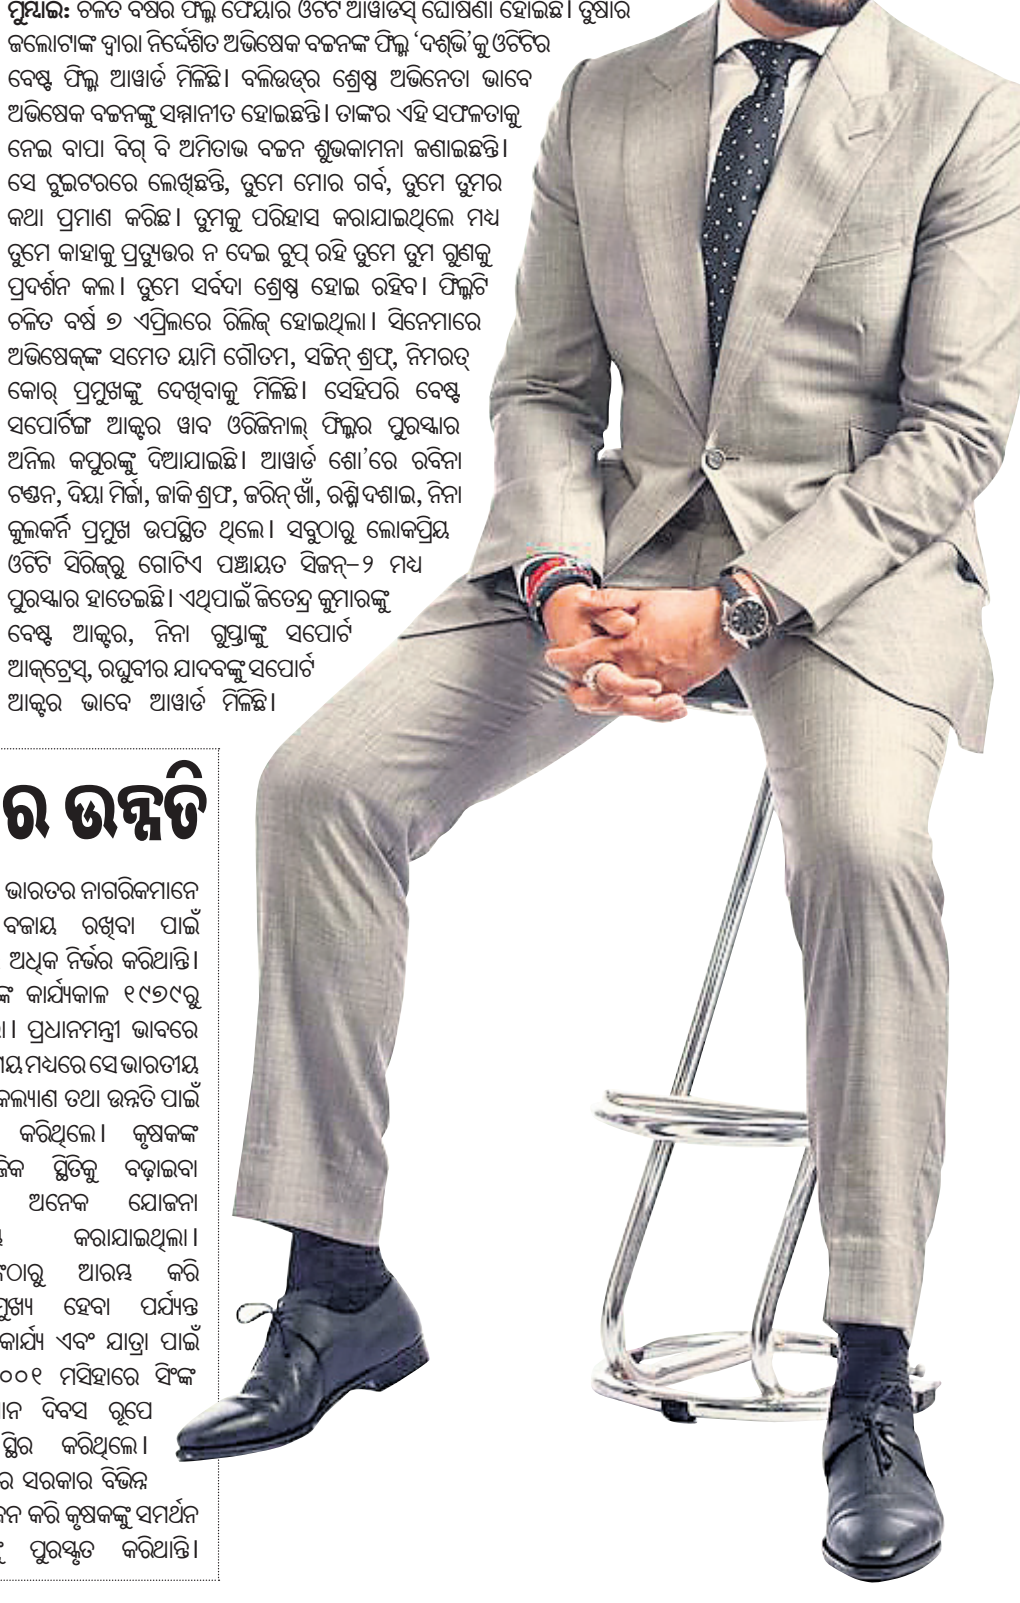 ମୁମ୍ବାଇ: ଚଳିତ ବର୍ଷର ଫିଲ୍ମ ଫେୟାର ଓଟିଟି ଆୱାର୍ଡସ୍ ଘୋଷଣା ହୋଇଛି। ତୁଷାର
ଜଲୋଟାଙ୍କ ଦ୍ୱାରା ନିର୍ଦ୍ଦେଶିତ ଅଭିଷେକ ବଚ୍ଚନଙ୍କ ଫିଲ୍ମ ‘ଦଶ୍‌ଭି’କୁ ଓଟିଟିର
ବେଷ୍ଟ ଫିଲ୍ମ ଆୱାର୍ଡ ମିଳିଛି। ବଲିଉଡ୍‌ର ଶ୍ରେଷ୍ଠ ଅଭିନେତା ଭାବେ
ଅଭିଷେକ ବଚ୍ଚନଙ୍କୁ ସମ୍ମାନୀତ ହୋଇଛନ୍ତି। ତାଙ୍କର ଏହି ସଫଳତାକୁ
ନେଇ ବାପା ବିଗ୍ ବି ଅମିତାଭ ବଚ୍ଚନ ଶୁଭକାମନା ଜଣାଇଛନ୍ତି।
ସେ ଟୁଇଟରରେ ଲେଖିଛନ୍ତି, ତୁମେ ମୋର ଗର୍ବ, ତୁମେ ତୁମର
କଥା ପ୍ରମାଣ କରିଛ। ତୁମକୁ ପରିହାସ କରାଯାଇଥିଲେ ମଧ୍ୟ
ତୁମେ କାହାକୁ ପ୍ରତ୍ୟୁତ୍ତର ନ ଦେଇ ଚୁପ୍ ରହି ତୁମେ ତୁମ ଗୁଣକୁ
ପ୍ରଦର୍ଶନ କଲ। ତୁମେ ସର୍ବଦା ଶ୍ରେଷ୍ଠ ହୋଇ ରହିବ। ଫିଲ୍ମଟି
ଚଳିତ ବର୍ଷ ୭ ଏପ୍ରିଲରେ ରିଲିଜ୍ ହୋଇଥିଲା। ସିନେମାରେ
ଅଭିଷେକ୍‌ଙ୍କ ସମେତ ୟାମି ଗୌତମ, ସଚ୍ଚିନ୍ ଶ୍ରଫ୍, ନିମରତ୍
କୋର୍ ପ୍ରମୁଖଙ୍କୁ ଦେଖିବାକୁ ମିଳିଛି। ସେହିପରି ବେଷ୍ଟ
ସପୋର୍ଟିଙ୍ଗ ଆକ୍ଟର ୱାବ ଓରିଜିନାଲ୍ ଫିଲ୍ମର ପୁରସ୍କାର
ଅନିଲ କପୁରଙ୍କୁ ଦିଆଯାଇଛି। ଆୱାର୍ଡ ଶୋ’ରେ ରବିନା
ଟଣ୍ଡନ, ଦିୟା ମିର୍ଜା, ଜାକି ଶ୍ରଫ, କରିନ୍ ଖାଁ, ରଶ୍ମି ଦଶାଇ, ନିନା
କୁଲକର୍ନି ପ୍ରମୁଖ ଉପସ୍ଥିତ ଥିଲେ। ସବୁଠାରୁ ଲୋକପ୍ରିୟ
ଓଟିଟି ସିରିଜ୍‌ରୁ ଗୋଟିଏ ପଞ୍ଚାୟତ ସିଜନ୍-୨ ମଧ୍ୟ
ପୁରସ୍କାର ହାତେଇଛି। ଏଥିପାଇଁ ଜିତେନ୍ଦ୍ର କୁମାରଙ୍କୁ
ବେଷ୍ଟ ଆକ୍ଟର, ନିନା ଗୁପ୍ତାଙ୍କୁ ସପୋର୍ଟ
ଆକ୍‌ଟ୍ରେସ୍, ରଘୁବୀର ଯାଦବଙ୍କୁ ସପୋର୍ଟ
ଆକ୍ଟର ଭାବେ ଆୱାର୍ଡ ମିଳିଛି।
ର ଉନ୍ନତି
ଭାରତର ନାଗରିକମାନେ
ବଜାୟ ରଖିବା ପାଇଁ
ଅଧିକ ନିର୍ଭର କରିଥାନ୍ତି।
କାର୍ଯ୍ୟକାଳ ୧୯୭୯ରୁ
ପ୍ରଧାନମନ୍ତ୍ରୀ ଭାବରେ
ମଧ୍ୟରେ ସେ ଭାରତୀୟ
କଲ୍ୟାଣ ତଥା ଉନ୍ନତି ପାଇଁ
କରିଥିଲେ। କୃଷକଙ୍କ
ସ୍ଥିତିକୁ ବଢ଼ାଇବା
ଅନେକ ଯୋଜନା
କରାଯାଇଥିଲା।
ଆରମ୍ଭ କରି
ହେବା ପର୍ଯ୍ୟନ୍ତ
କାର୍ଯ୍ୟ ଏବଂ ଯାତ୍ରା ପାଇଁ
୦୦୧ ମସିହାରେ ସିଂଙ୍କ
ଦିବସ ରୂପେ
ସ୍ଥିର କରିଥିଲେ।
ର ସରକାର ବିଭିନ୍ନ
କରି କୃଷକଙ୍କୁ ସମର୍ଥନ
ପୁରସ୍କୃତ କରିଥାନ୍ତି।